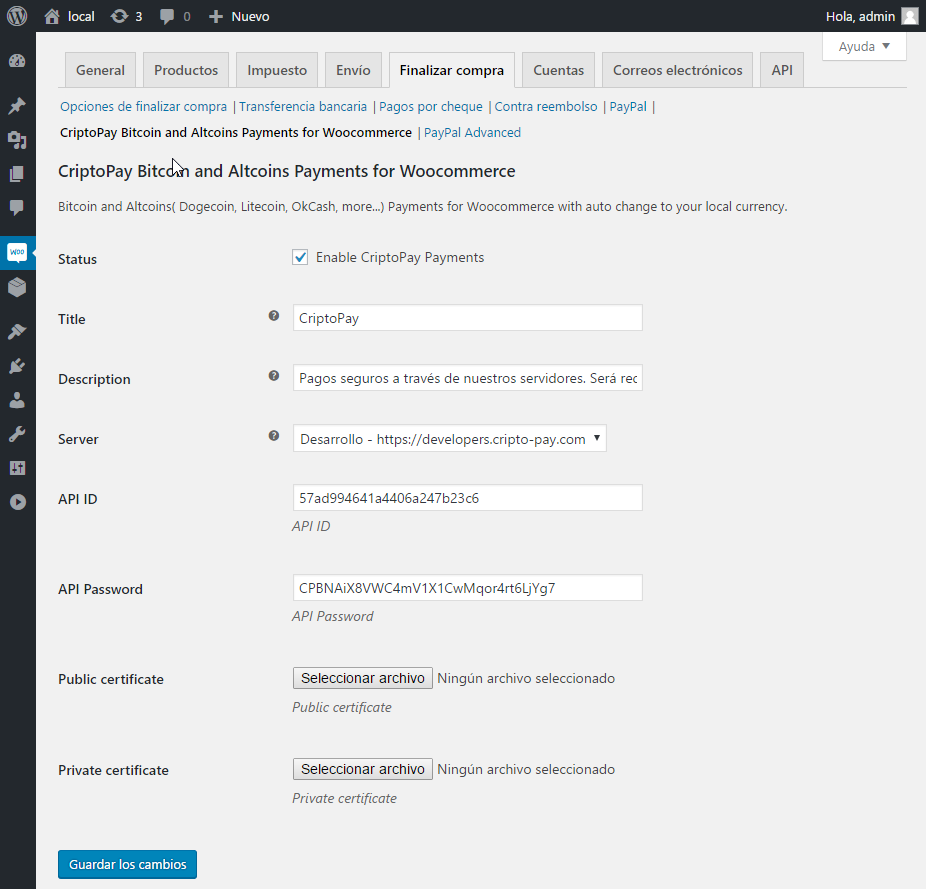 local 3 0 Nuevo Hola, admin
Ayuda ▼
General Productos Impuesto Envío Finalizar compra Cuentas Correos electrónicos API
Opciones de finalizar compra | Transferencia bancaria | Pagos por cheque | Contra reembolso | PayPal |
CriptoPay Bitcoin and Altcoins Payments for Woocommerce | PayPal Advanced
CriptoPay Bitcoin and Altcoins Payments for Woocommerce
Bitcoin and Altcoins( Dogecoin, Litecoin, OkCash, more...) Payments for Woocommerce with auto change to your local currency.
Woo
Status Enable CriptoPay Payments
Title ? CriptoPay
Description ? Pagos seguros a través de nuestros servidores. Será rec
Server ? Desarrollo - https://developers.cripto-pay.com ▼
API ID 57ad994641a4406a247b23c6
API ID
API Password CPBNAiX8VWC4mV1X1CwMqor4rt6LjYg7
API Password
Public certificate Seleccionar archivo Ningún archivo seleccionado
Public certificate
Private certificate Seleccionar archivo Ningún archivo seleccionado
Private certificate
Guardar los cambios